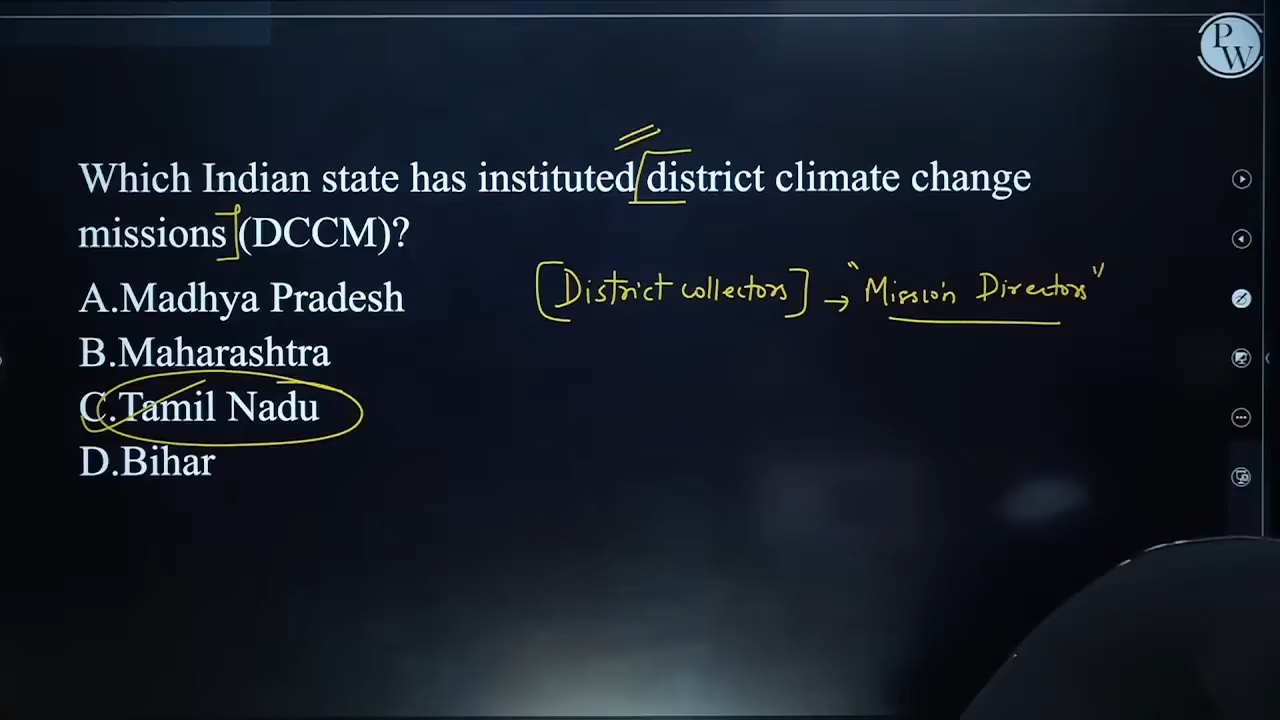 PW
Which Indian state has instituted district climate change
missions (DCCM)?
[District collectors] → "Mission Directors"
A.Madhya Pradesh
B.Maharashtra
C.Tamil Nadu
D.Bihar